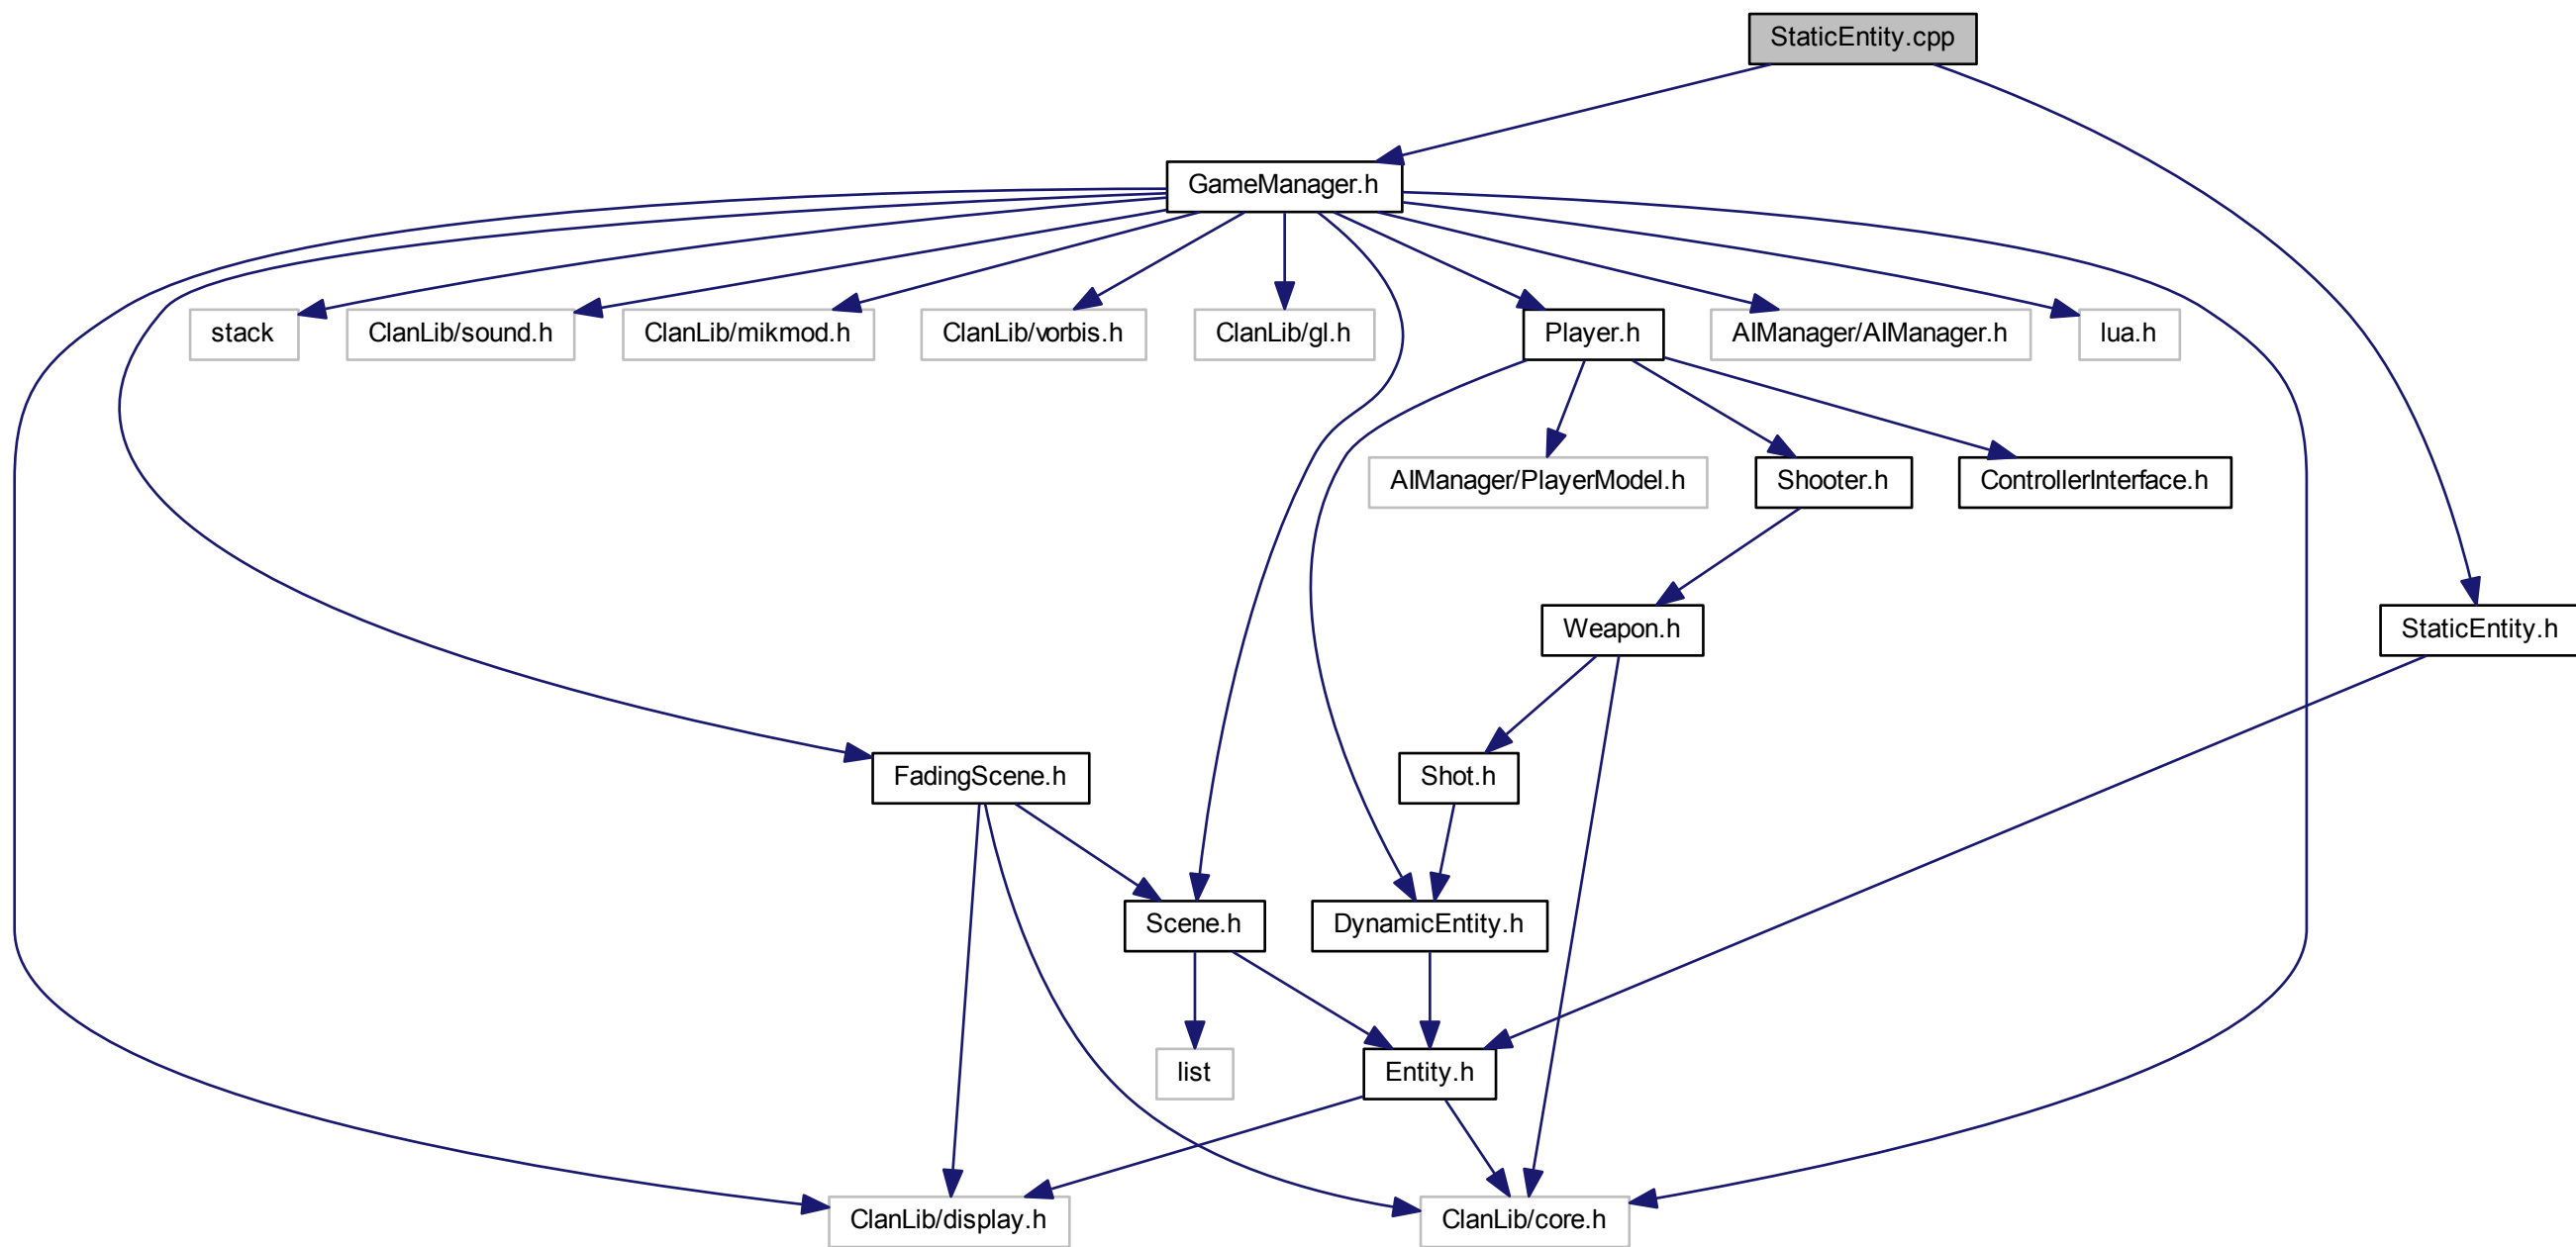 StaticEntity.cpp
GameManager.h
stack
ClanLib/sound.h
ClanLib/mikmod.h
ClanLib/vorbis.h
ClanLib/gl.h
Player.h
AIManager/AIManager.h
lua.h
AIManager/PlayerModel.h
Shooter.h
ControllerInterface.h
Weapon.h
StaticEntity.h
FadingScene.h
Shot.h
Scene.h
DynamicEntity.h
list
Entity.h
ClanLib/display.h
ClanLib/core.h